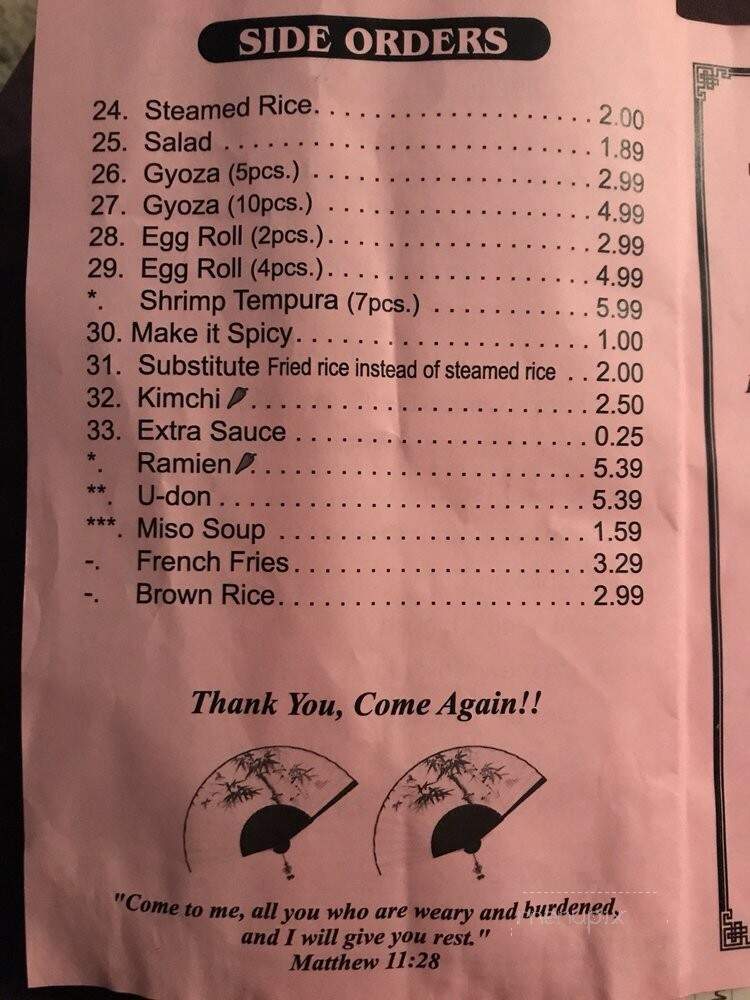 SIDE ORDERS
24. Steamed Rice. . . . . . . . . . . . . . . . . . . 2.00
25. Salad . . . . . . . . . . . . . . . . . . . . . . . . . 1.89
26. Gyoza (5pcs.) . . . . . . . . . . . . . . . . . . . 2.99
27. Gyoza (10pcs.) . . . . . . . . . . . . . . . . . . 4.99
28. Egg Roll (2pcs.). . . . . . . . . . . . . . . . . . 2.99
29. Egg Roll (4pcs.). . . . . . . . . . . . . . . . . . 4.99
*. Shrimp Tempura (7pcs.) . . . . . . . . . . . 5.99
30. Make it Spicy. . . . . . . . . . . . . . . . . . . . 1.00
31. Substitute Fried rice instead of steamed rice . . 2.00
32. Kimchi . . . . . . . . . . . . . . . . . . . . . . . 2.50
33. Extra Sauce . . . . . . . . . . . . . . . . . . . . 0.25
*. Ramien . . . . . . . . . . . . . . . . . . . . . . 5.39
**. U-don . . . . . . . . . . . . . . . . . . . . . . . . . 5.39
***. Miso Soup . . . . . . . . . . . . . . . . . . . . . 1.59
-. French Fries. . . . . . . . . . . . . . . . . . . . 3.29
-. Brown Rice. . . . . . . . . . . . . . . . . . . . . 2.99
Thank You, Come Again!!
"Come to me, all you who are weary and burdened,
and I will give you rest."
Matthew 11:28
menupix